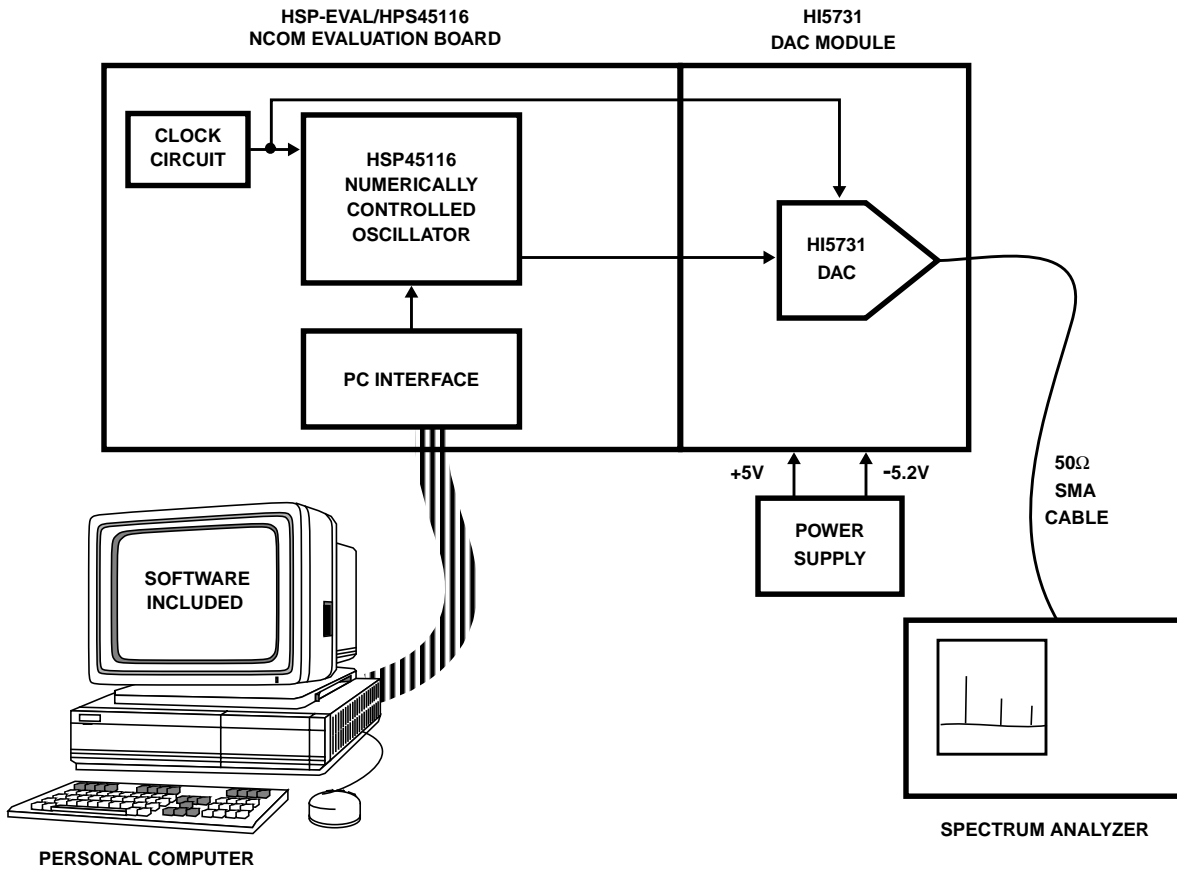 HSP-EVAL/HPS45116
NCOM EVALUATION BOARD
HI5731
DAC MODULE
CLOCK
CIRCUIT
HSP45116
NUMERICALLY
CONTROLLED
OSCILLATOR
HI5731
DAC
PC INTERFACE
+5V
-5.2V
50Ω
SMA
CABLE
POWER
SUPPLY
SOFTWARE
INCLUDED
SPECTRUM ANALYZER
PERSONAL COMPUTER